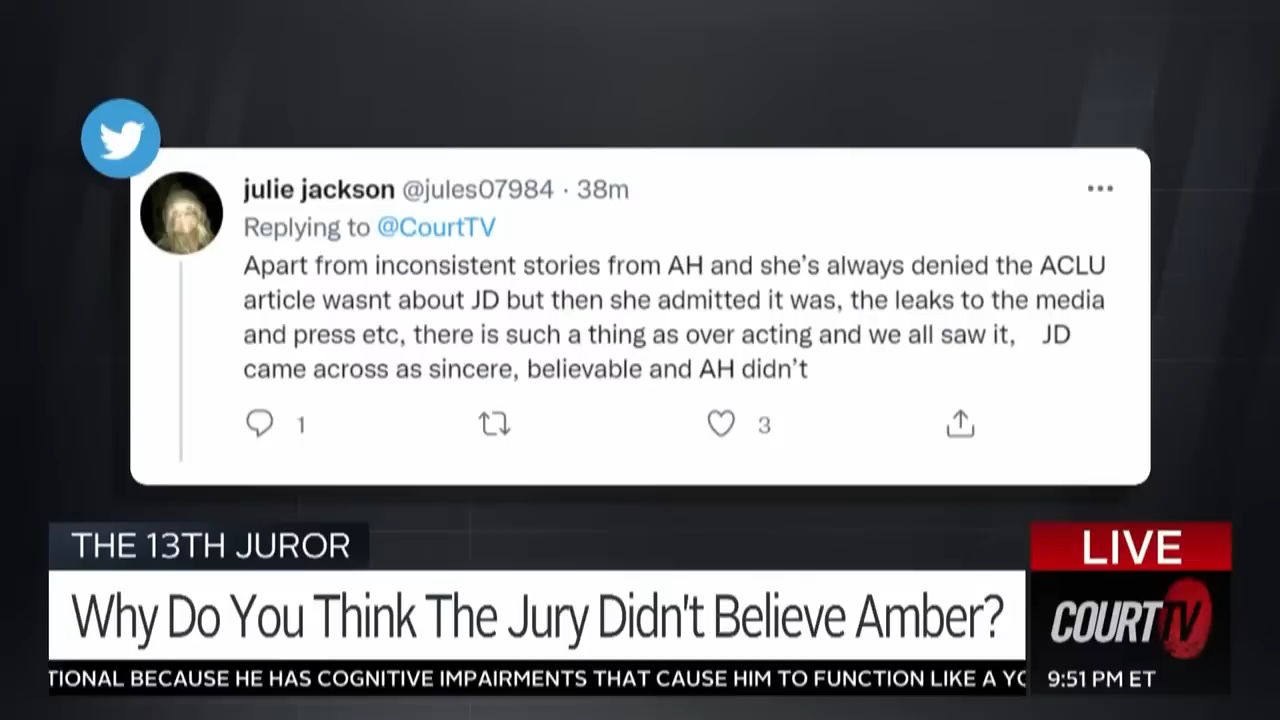 julie jackson @jules07984 · 38m
Replying to @CourtTV
Apart from inconsistent stories from AH and she's always denied the ACLU
article wasnt about JD but then she admitted it was, the leaks to the media
and press etc, there is such a thing as over acting and we all saw it, JD
came across as sincere, believable and AH didn't
1 3
THE 13TH JUROR
LIVE
Why Do You Think The Jury Didn't Believe Amber?
COURT TV
TIONAL BECAUSE HE HAS COGNITIVE IMPAIRMENTS THAT CAUSE HIM TO FUNCTION LIKE A YO
9:51 PM ET